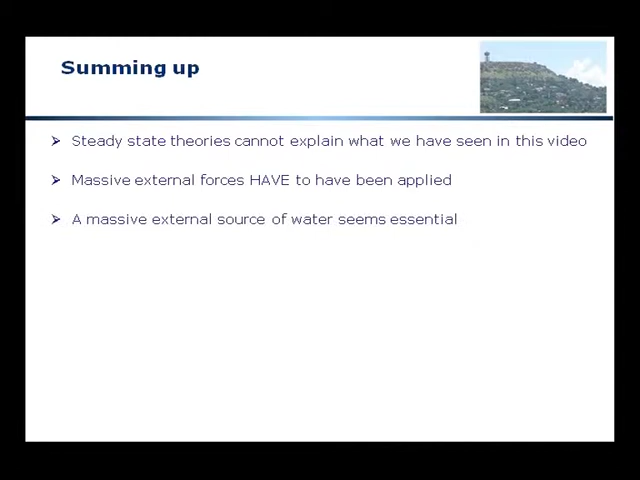 Summing up
Steady state theories cannot explain what we have seen in this video
Massive external forces HAVE to have been applied
A massive external source of water seems essential